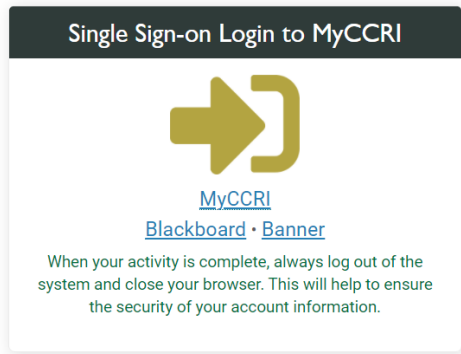 Single Sign-on Login to MyCCRI
MyCCRI
Blackboard • Banner
When your activity is complete, always log out of the
system and close your browser. This will help to ensure
the security of your account information.